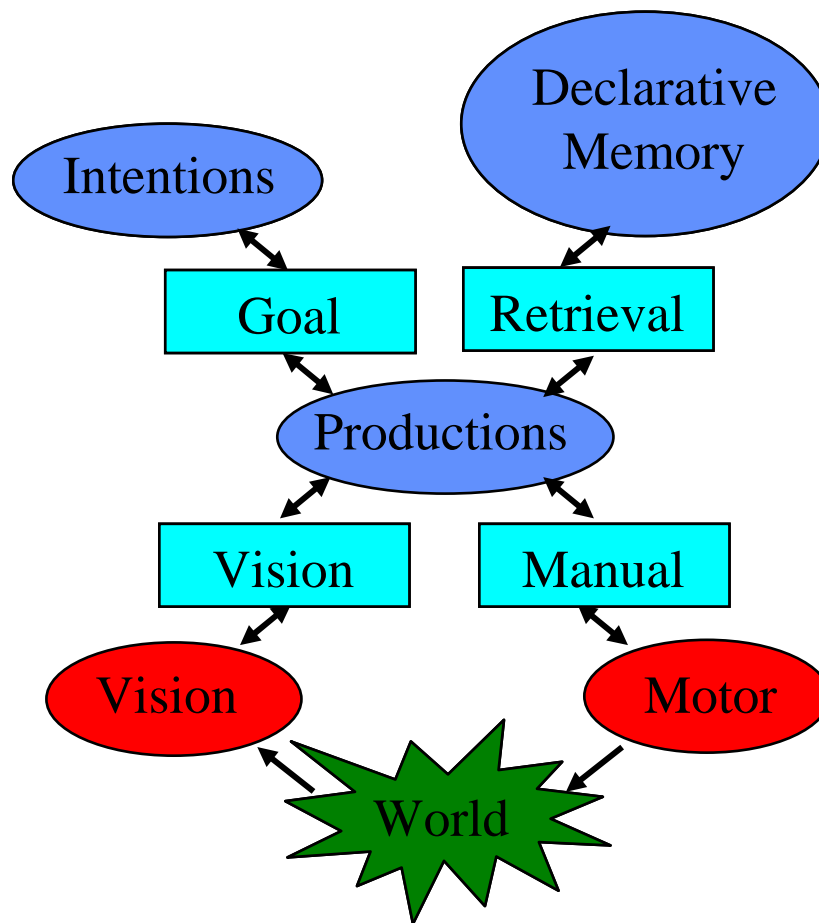 Declarative
Memory
Intentions
Goal
Retrieval
Productions
Vision
Manual
Vision
Motor
World